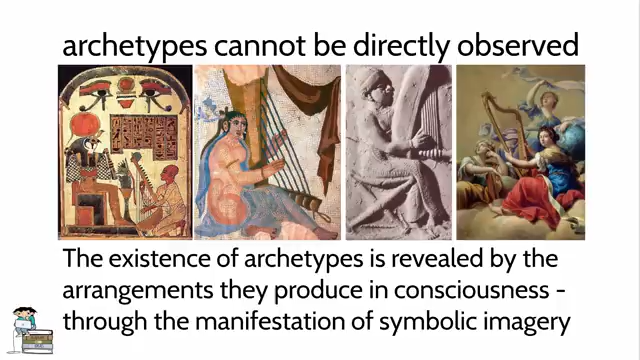 archetypes cannot be directly observed
The existence of archetypes is revealed by the
arrangements they produce in consciousness -
through the manifestation of symbolic imagery